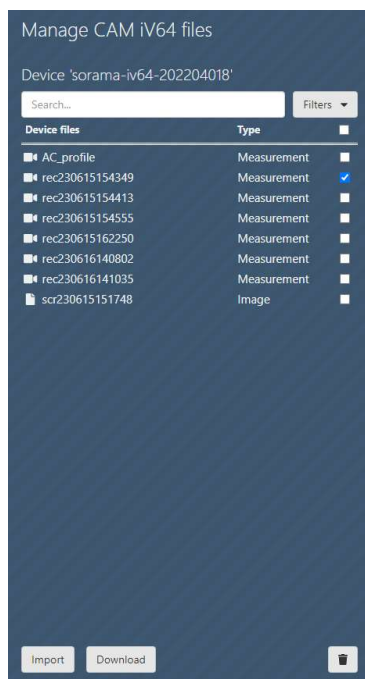 Manage CAM iV64 files
Device 'sorama-iv64-202204018'
Search...
Filters
Device files Type
AC_profile Measurement
rec230615154349 Measurement
rec230615154413 Measurement
rec230615154555 Measurement
rec230615162250 Measurement
rec230616140802 Measurement
rec230616141035 Measurement
scr230615151748 Image
Import Download